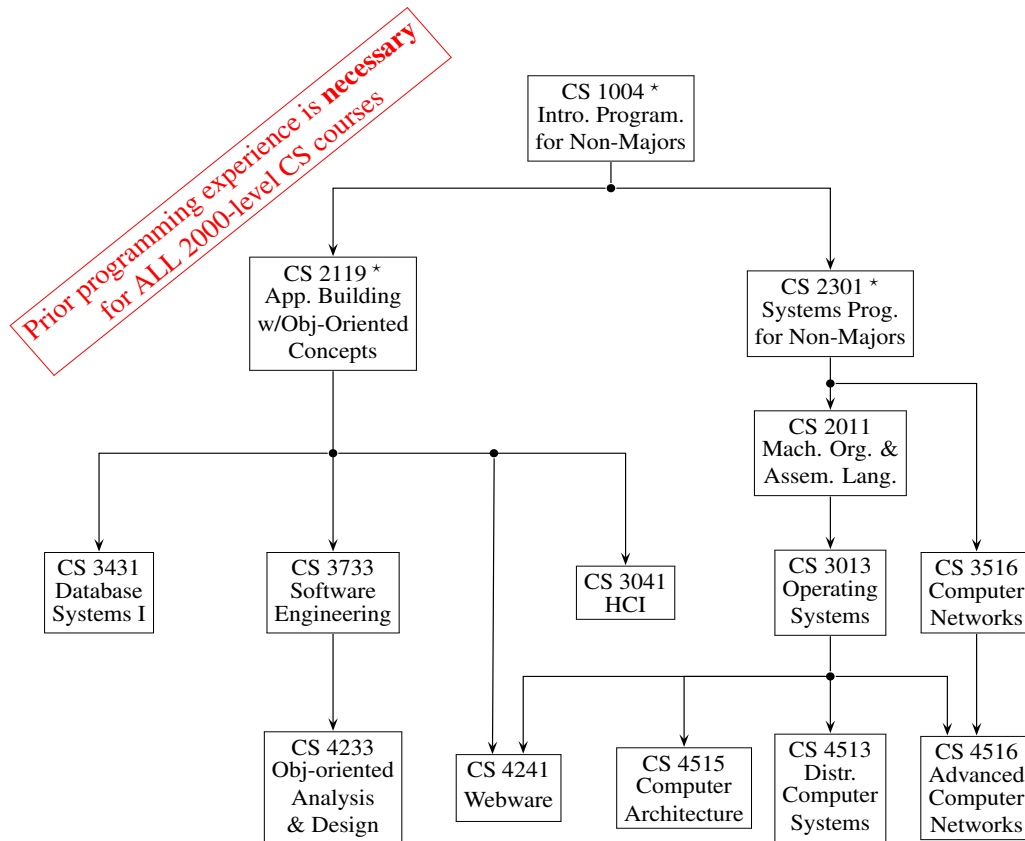 Prior programming experience is necessary
for ALL 2000-level CS courses
CS 1004 ⋆
Intro. Program.
for Non-Majors
CS 2119 ⋆
App. Building
w/Obj-Oriented
Concepts
CS 2301 ⋆
Systems Prog.
for Non-Majors
CS 2011
Mach. Org. &
Assem. Lang.
CS 3431
Database
Systems I
CS 3733
Software
Engineering
CS 3041
HCI
CS 3013
Operating
Systems
CS 3516
Computer
Networks
CS 4233
Obj-oriented
Analysis
& Design
CS 4241
Webware
CS 4515
Computer
Architecture
CS 4513
Distr.
Computer
Systems
CS 4516
Advanced
Computer
Networks